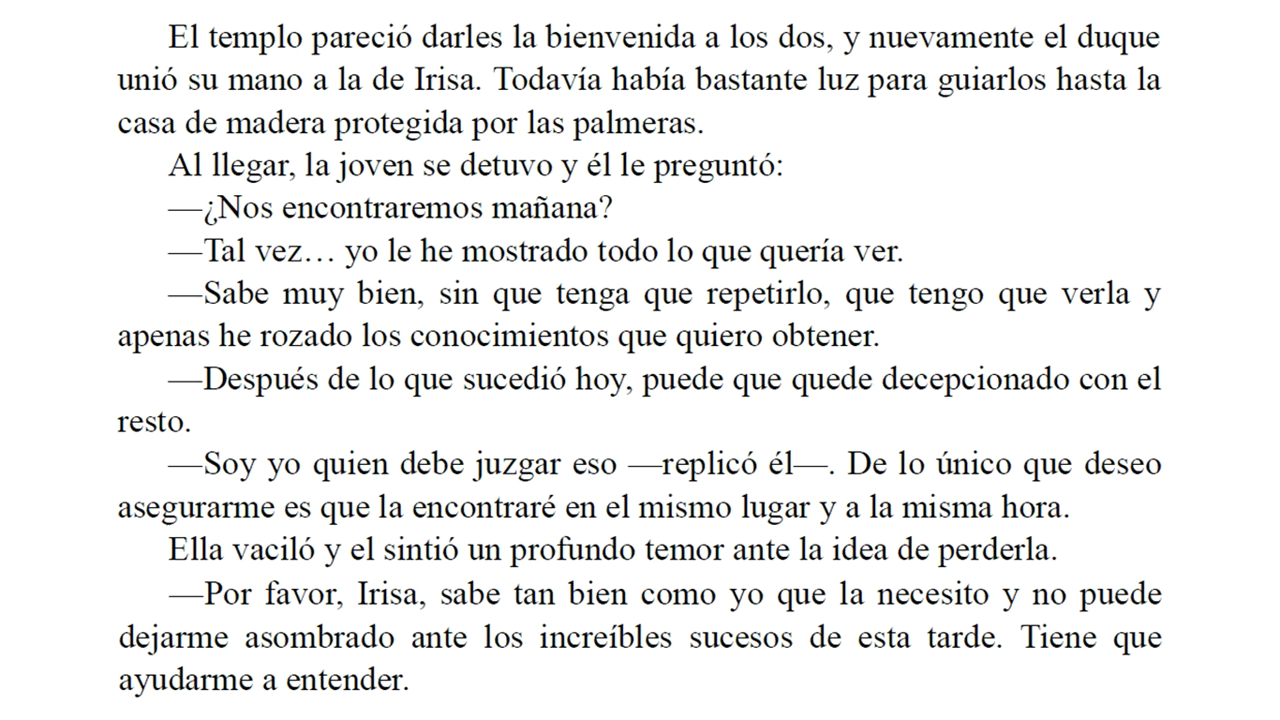 El templo pareció darles la bienvenida a los dos, y nuevamente el duque
unió su mano a la de Irisa. Todavía había bastante luz para guiarlos hasta la
casa de madera protegida por las palmeras.
Al llegar, la joven se detuvo y él le preguntó:
—¿Nos encontraremos mañana?
—Tal vez… yo le he mostrado todo lo que quería ver.
—Sabe muy bien, sin que tenga que repetirlo, que tengo que verla y
apenas he rozado los conocimientos que quiero obtener.
—Después de lo que sucedió hoy, puede que quede decepcionado con el
resto.
—Soy yo quien debe juzgar eso —replicó él—. De lo único que deseo
asegurarme es que la encontraré en el mismo lugar y a la misma hora.
Ella vaciló y el sintió un profundo temor ante la idea de perderla.
—Por favor, Irisa, sabe tan bien como yo que la necesito y no puede
dejarme asombrado ante los increíbles sucesos de esta tarde. Tiene que
ayudarme a entender.